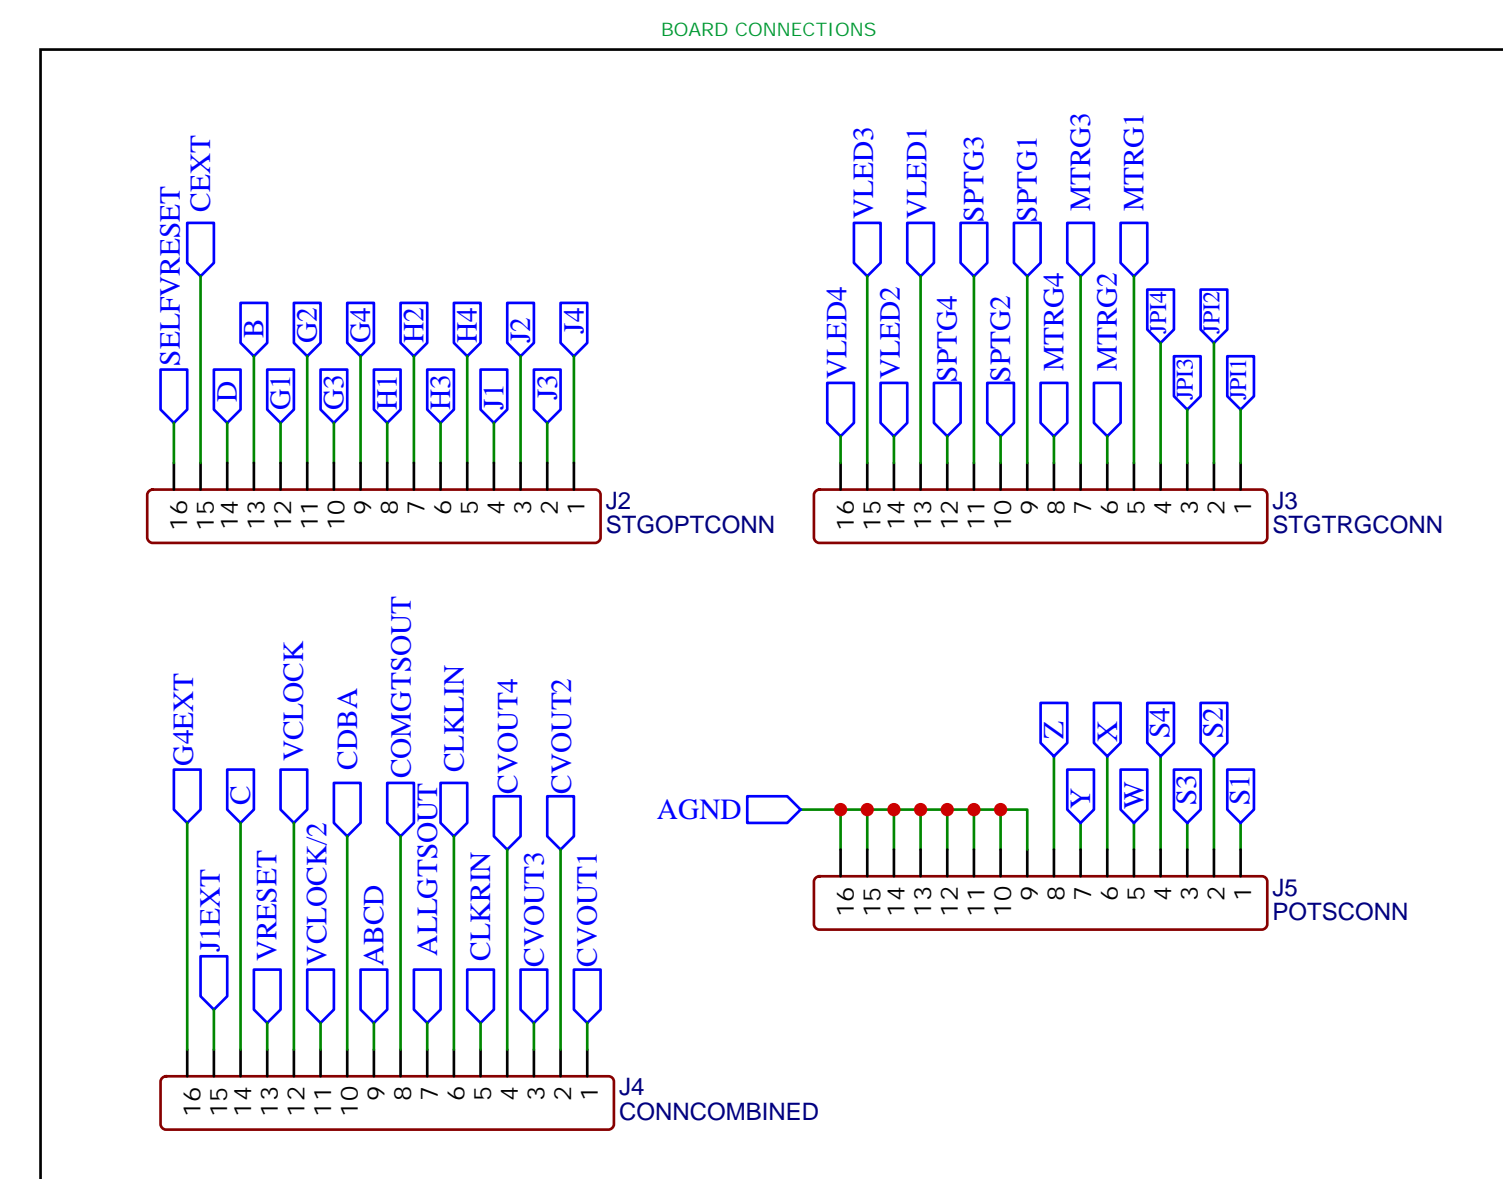 BOARD CONNECTIONS
SELFVRESET
CEXT
D
B
G1
G2
G3
G4
H1
H2
H3
H4
J1
J2
J3
J4
16 15 14 13 12 11 10 9 8 7 6 5 4 3 2 1
J2
STGOPTCONN
VLED4
VLED3
VLED2
VLED1
SPTG4
SPTG3
SPTG2
SPTG1
MTRG4
MTRG3
MTRG2
MTRG1
JPI4
JPI3
JPI2
JPI1
16 15 14 13 12 11 10 9 8 7 6 5 4 3 2 1
J3
STGTRGCONN
G4EXT
J1EXT
C
VRESET
VCLOCK
VCLOCK/2
CDBA
ABCD
COMGTSOUT
ALLGTSOUT
CLKLIN
CLKRIN
CVOUT4
CVOUT3
CVOUT2
CVOUT1
16 15 14 13 12 11 10 9 8 7 6 5 4 3 2 1
J4
CONNCOMBINED
AGND
Z
Y
X
W
S4
S3
S2
S1
16 15 14 13 12 11 10 9 8 7 6 5 4 3 2 1
J5
POTSCONN